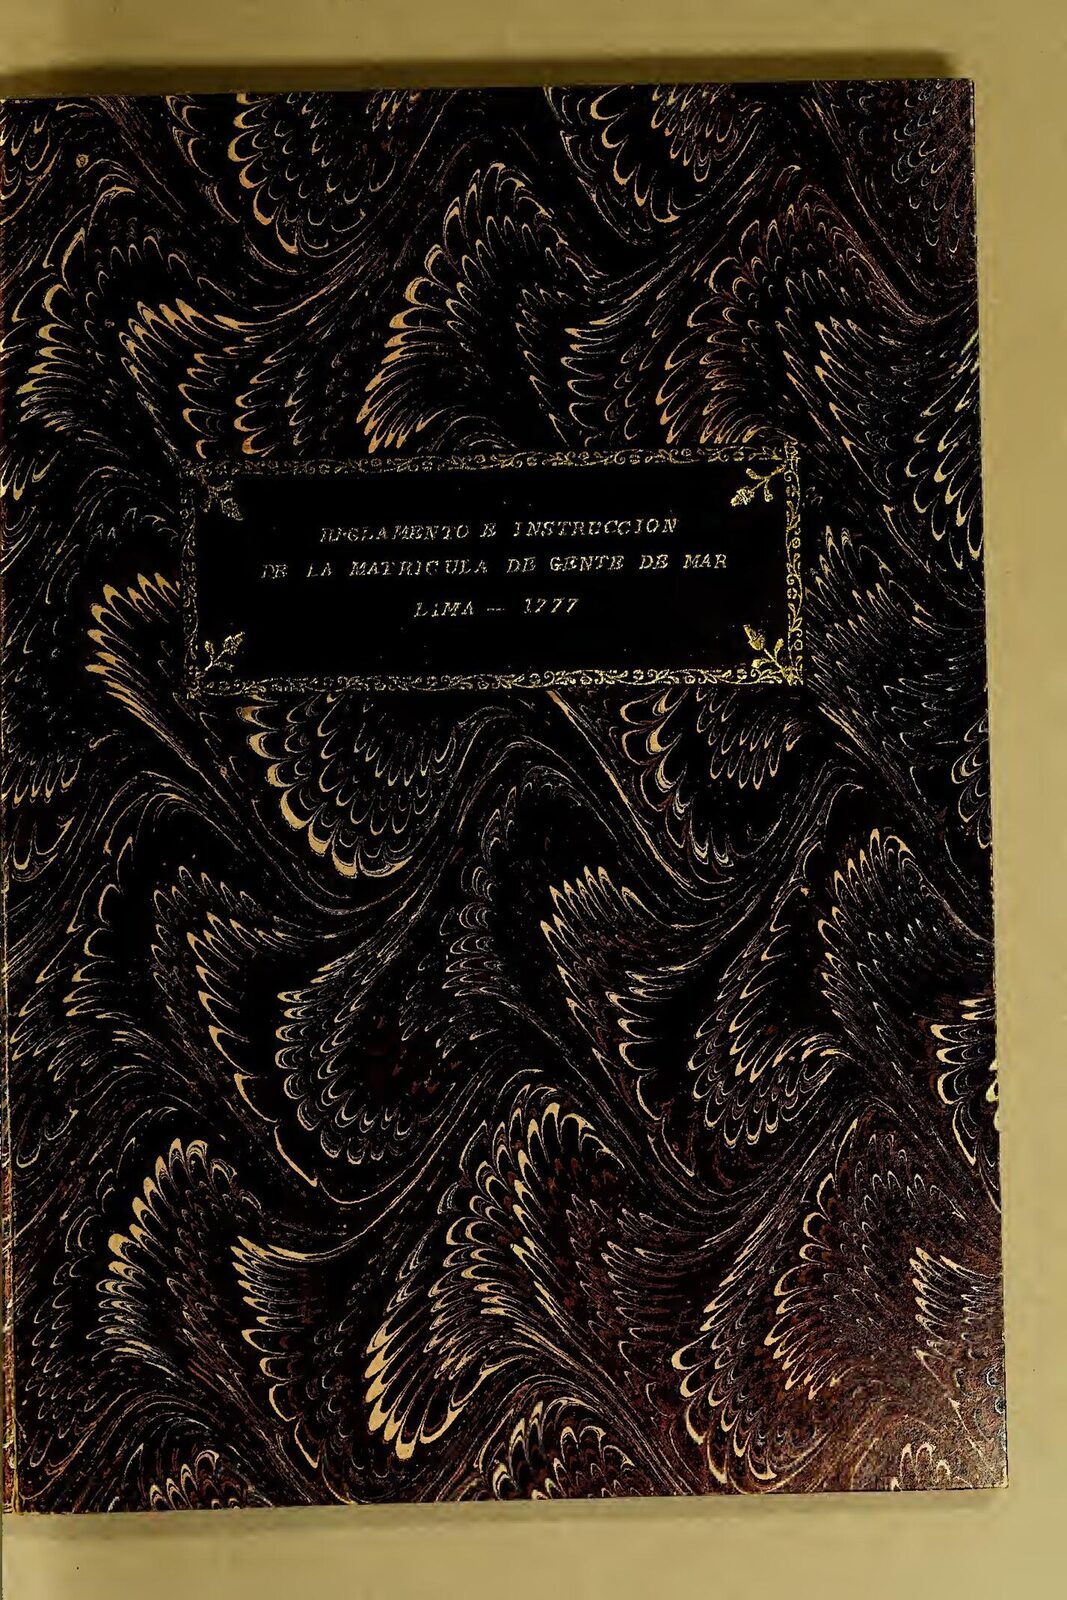 REGLAMENTO E INSTRUCCION
DE LA MATRICULA DE GENTE DE MAR
LIMA — 1777